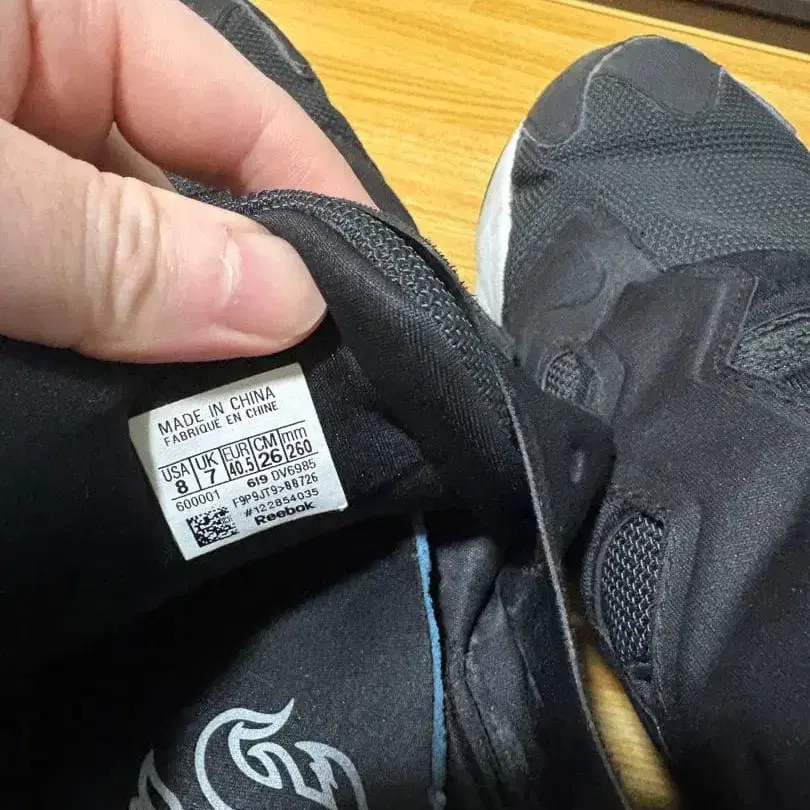 MADE IN CHINA
FABRIQUE EN CHINE
USA UK EUR CM mm
8 7 40.5 26 260
600001 619 DV6985
F9P9JT9>88726
#122854035
Reebok